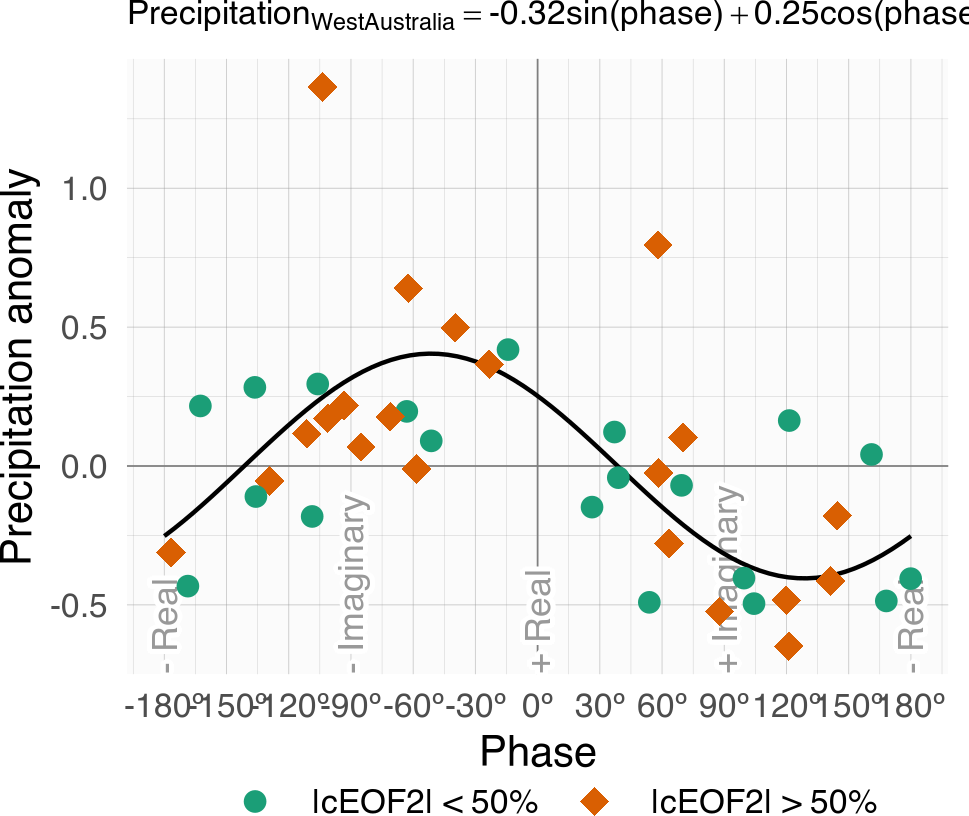 Precipitation_WestAustralia = -0.32sin(phase) + 0.25cos(phase
Precipitation anomaly
1.0
0.5
0.0
-0.5
- Real
- Imaginary
+ Real
+ Imaginary
- Real
-180º -150º -120º -90º -60º -30º 0º 30º 60º 90º 120º 150º 180º
Phase
|cEOF2| < 50% |cEOF2| > 50%